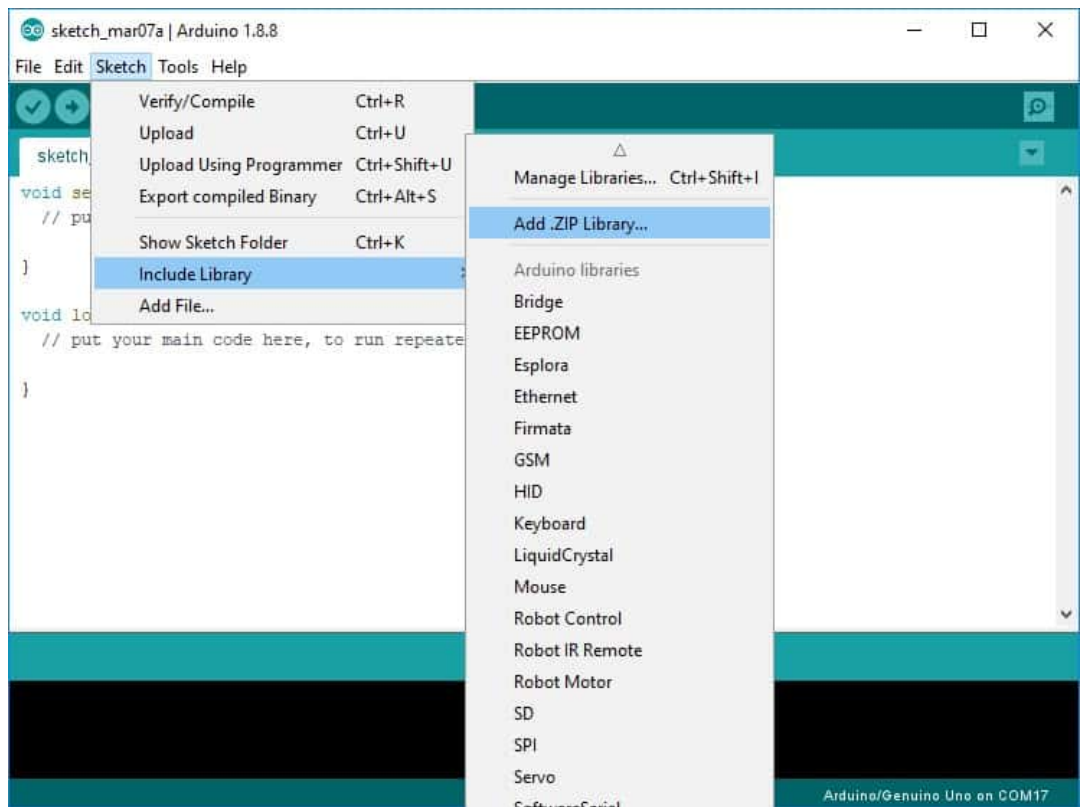 sketch_mar07a | Arduino 1.8.8
File Edit Sketch Tools Help
Verify/Compile Ctrl+R
Upload Ctrl+U
Upload Using Programmer Ctrl+Shift+U
Export compiled Binary Ctrl+Alt+S
Show Sketch Folder Ctrl+K
Include Library
Add File...
Manage Libraries... Ctrl+Shift+I
Add .ZIP Library...
Arduino libraries
Bridge
EEPROM
Esplora
Ethernet
Firmata
GSM
HID
Keyboard
LiquidCrystal
Mouse
Robot Control
Robot IR Remote
Robot Motor
SD
SPI
Servo
sketch_
void se
// pu
}
void lo
// put your main code here, to run repeate
}
Arduino/Genuino Uno on COM17